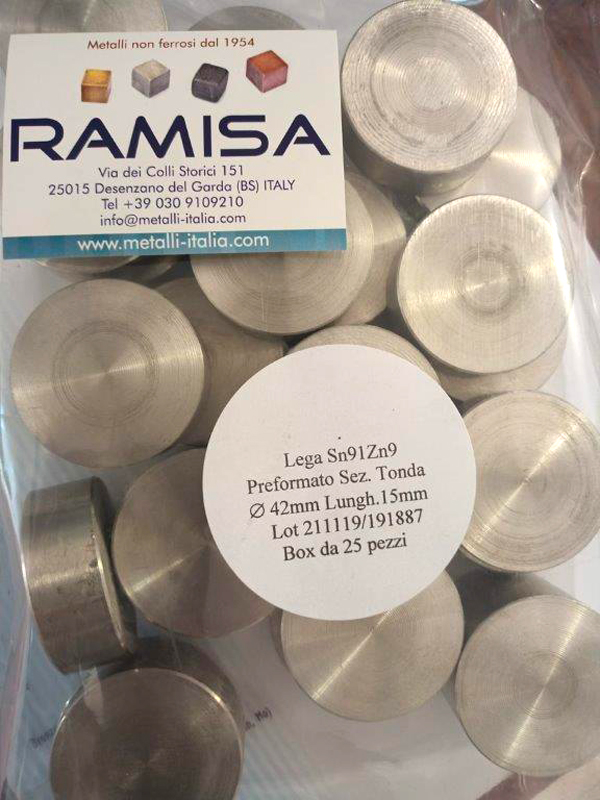 Metalli non ferrosi dal 1954
RAMISA
Via dei Colli Storici 151
25015 Desenzano del Garda (BS) ITALY
Tel +39 030 9109210
info@metalli-italia.com
www.metalli-italia.com
Lega Sn91Zn9
Preformato Sez. Tonda
∅ 42mm Lungh.15mm
Lot 211119/191887
Box da 25 pezzi